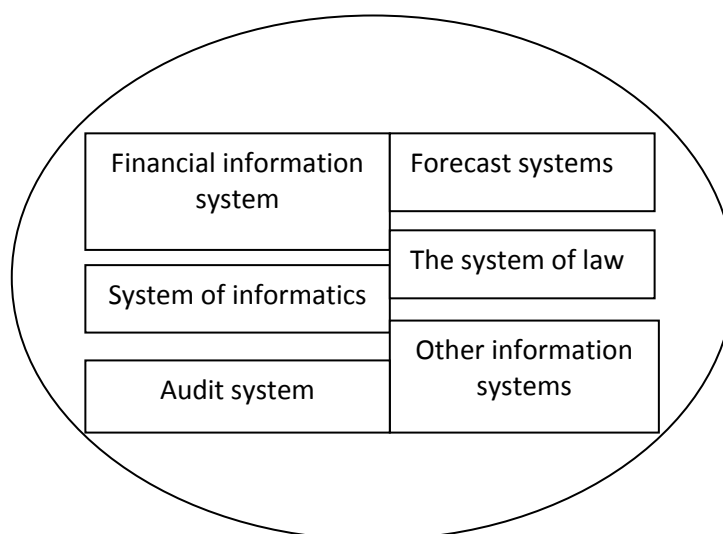 Financial information
system
Forecast systems
The system of law
System of informatics
Other information
systems
Audit system